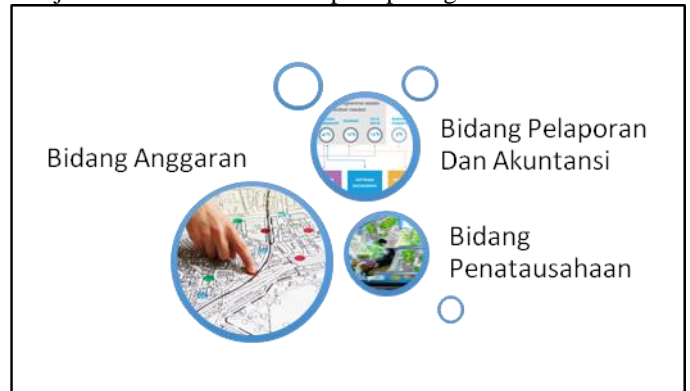 Bidang Anggaran
Bidang Pelaporan
Dan Akuntansi
Bidang
Penatausahaan